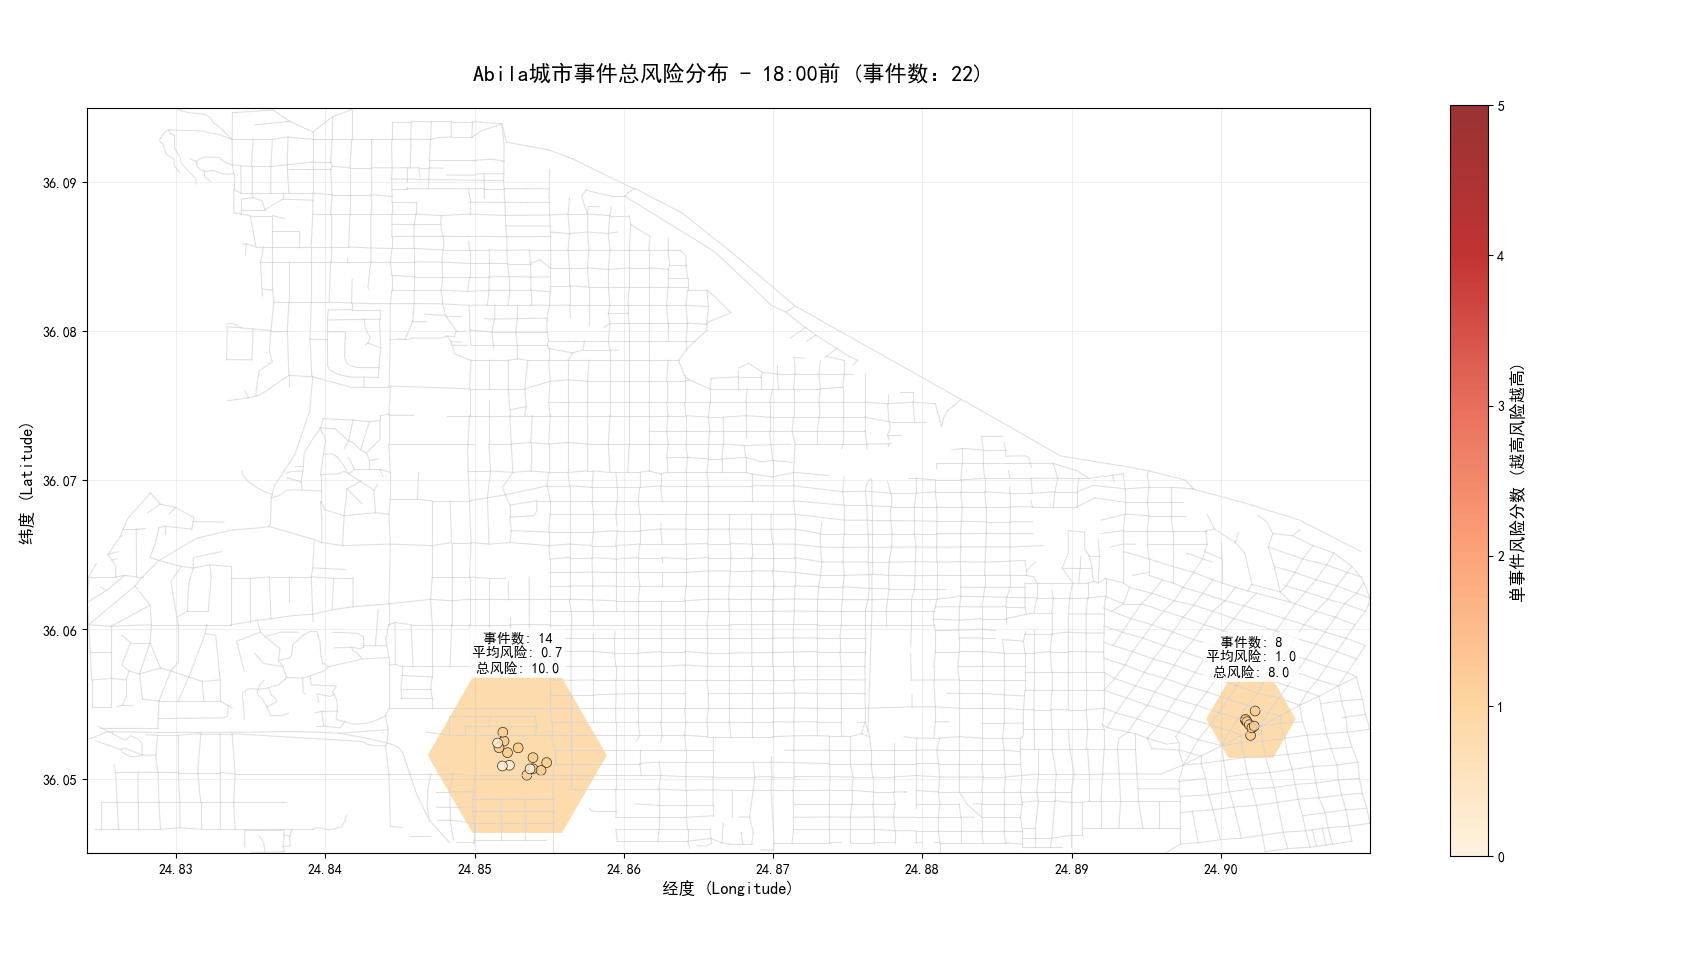 Abila城市事件总风险分布 - 18:00前 (事件数: 22)
纬度 (Latitude)
36.09
36.08
36.07
36.06
36.05
事件数: 14
平均风险: 0.7
总风险: 10.0
事件数: 8
平均风险: 1.0
总风险: 8.0
24.83
24.84
24.85
24.86
24.87
24.88
24.89
24.90
经度 (Longitude)
5
4
3
2
1
0
单事件风险分数 (越高风险越高)